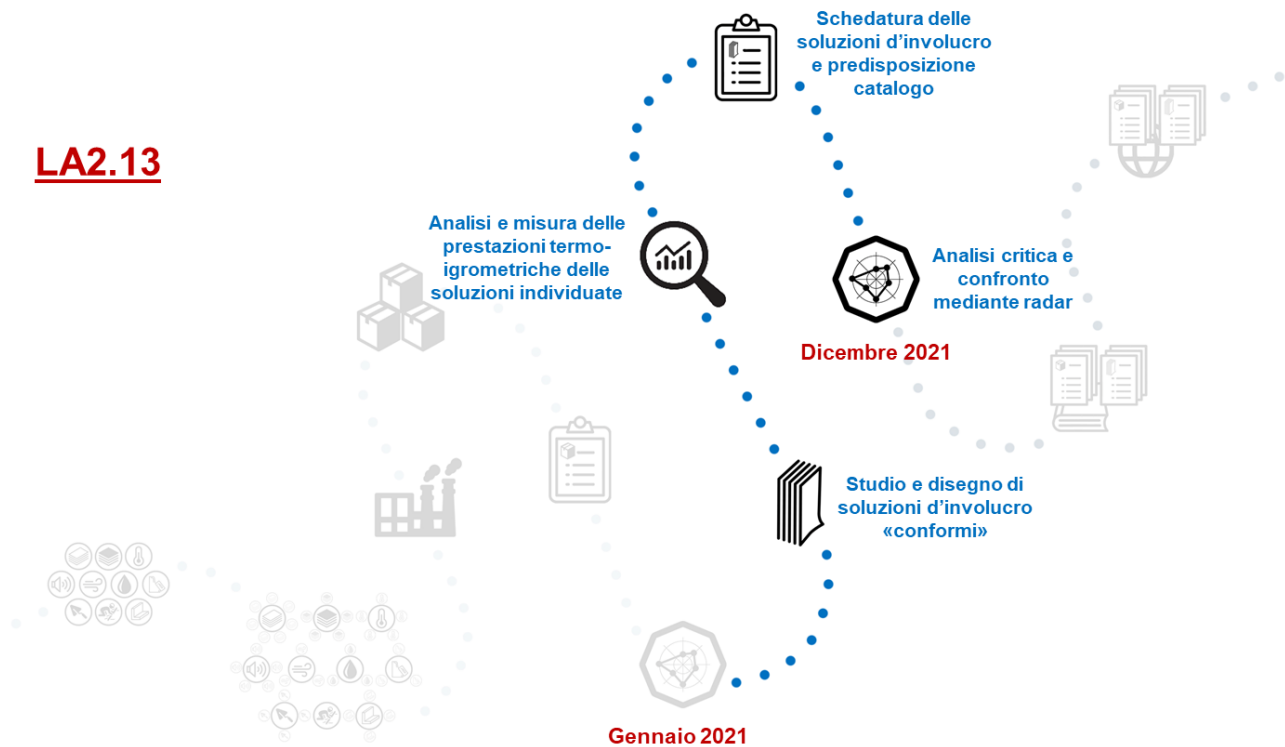 LA2.13
Schedatura delle
soluzioni d’involucro
e predisposizione
catalogo
Analisi e misura delle
prestazioni termo-
igrometriche delle
soluzioni individuate
Analisi critica e
confronto
mediante radar
Dicembre 2021
Studio e disegno di
soluzioni d’involucro
«conformi»
Gennaio 2021